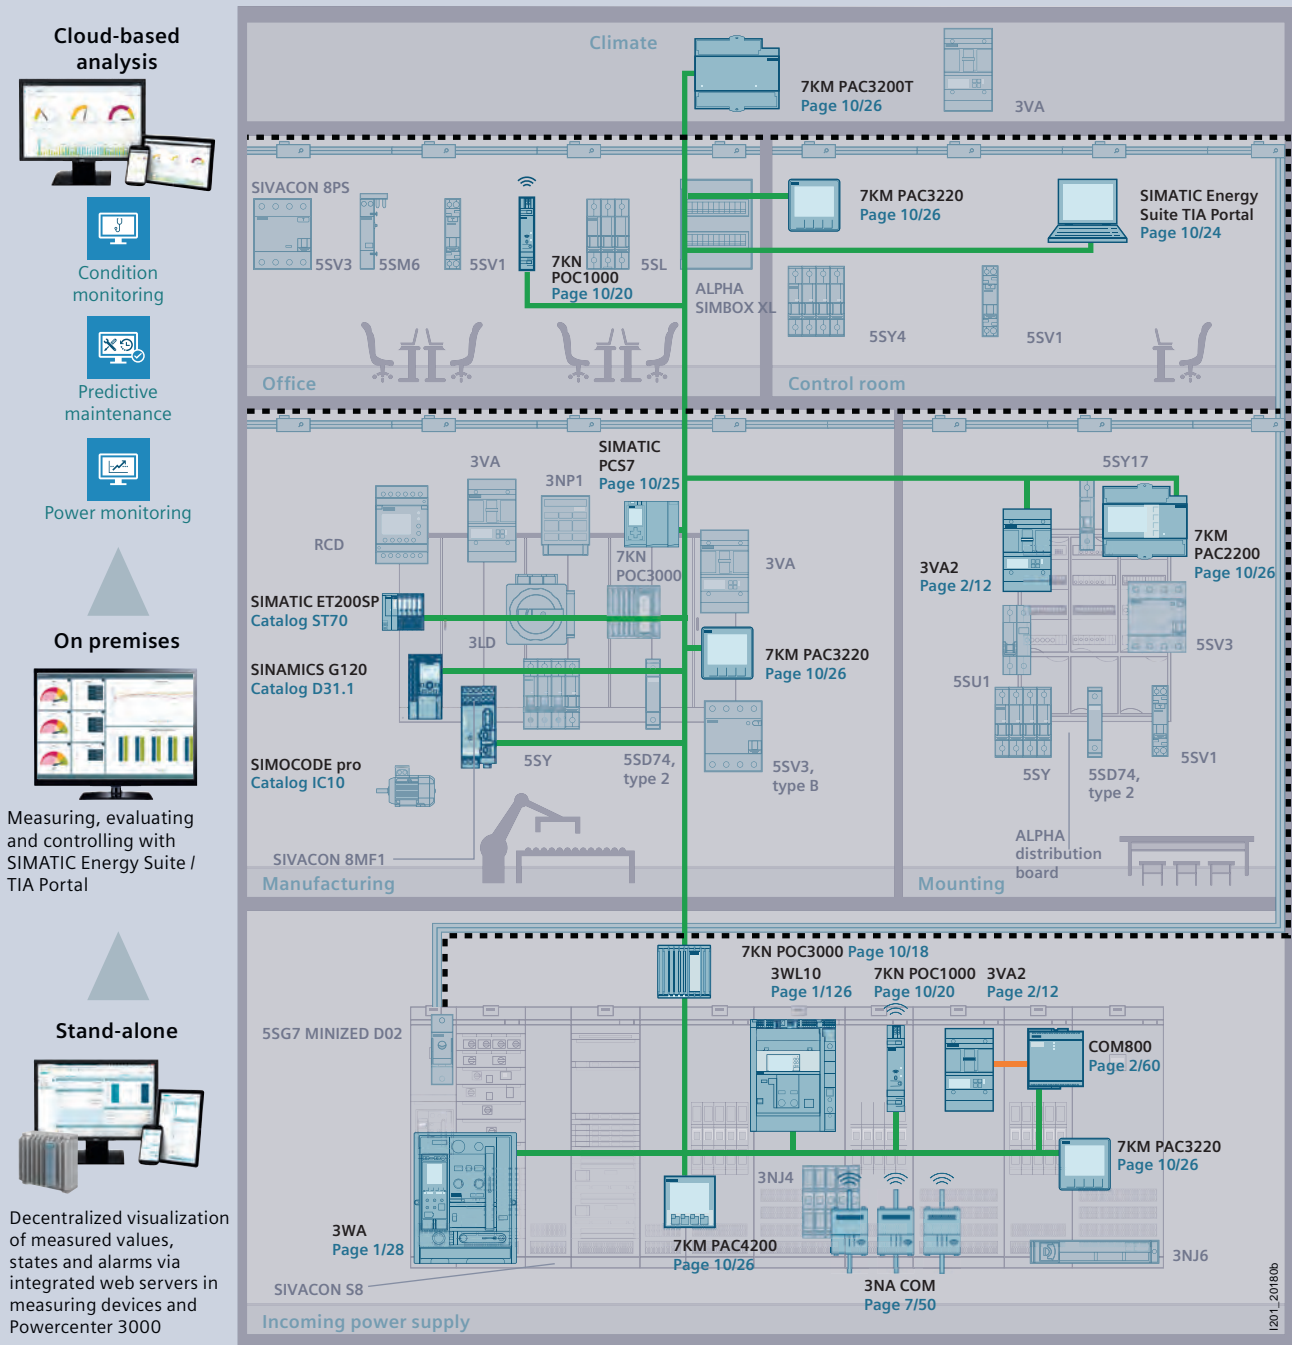 Cloud-based
analysis
Condition
monitoring
Predictive
maintenance
Power monitoring
On premises
Measuring, evaluating
and controlling with
SIMATIC Energy Suite /
TIA Portal
Stand-alone
Decentralized visualization
of measured values,
states and alarms via
integrated web servers in
measuring devices and
Powercenter 3000
Climate
7KM PAC3200T
Page 10/26
3VA
SIVACON 8PS
5SV3
5SM6
5SV1
7KN
POC1000
Page 10/20
5SL
ALPHA
SIMBOX XL
Office
7KM PAC3220
Page 10/26
SIMATIC Energy
Suite TIA Portal
Page 10/24
5SY4
5SV1
Control room
SIMATIC
PCS7
Page 10/25
3VA
3NP1
RCD
7KN
POC3000
3VA
SIMATIC ET200SP
Catalog ST70
3LD
SINAMICS G120
Catalog D31.1
7KM PAC3220
Page 10/26
SIMOCODE pro
Catalog IC10
5SY
5SD74,
type 2
5SV3,
type B
SIVACON 8MF1
Manufacturing
5SY17
3VA2
Page 2/12
7KM
PAC2200
Page 10/26
5SV3
5SU1
5SY
5SD74,
type 2
5SV1
ALPHA
distribution
board
Mounting
7KN POC3000 Page 10/18
3WL10
Page 1/126
7KN POC1000
Page 10/20
3VA2
Page 2/12
5SG7 MINIZED D02
COM800
Page 2/60
7KM PAC3220
Page 10/26
3NJ4
3WA
Page 1/28
7KM PAC4200
Page 10/26
3NJ6
SIVACON S8
3NA COM
Page 7/50
Incoming power supply
I201_20180b